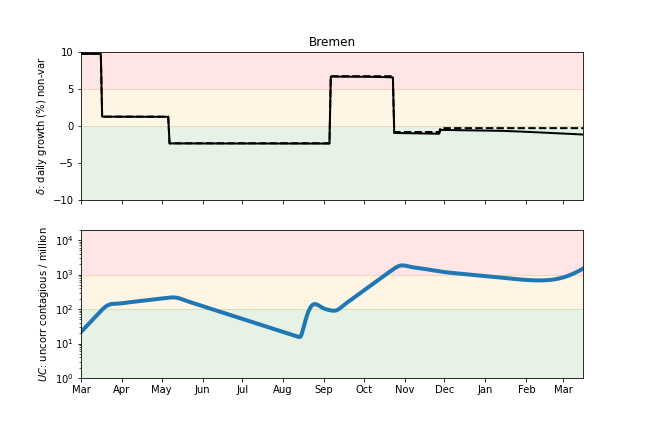 Bremen
δ: daily growth (%) non-var
10
5
0
−5
−10
UC: uncorr contagious / million
10⁴
10³
10²
10¹
10⁰
Mar Apr May Jun Jul Aug Sep Oct Nov Dec Jan Feb Mar